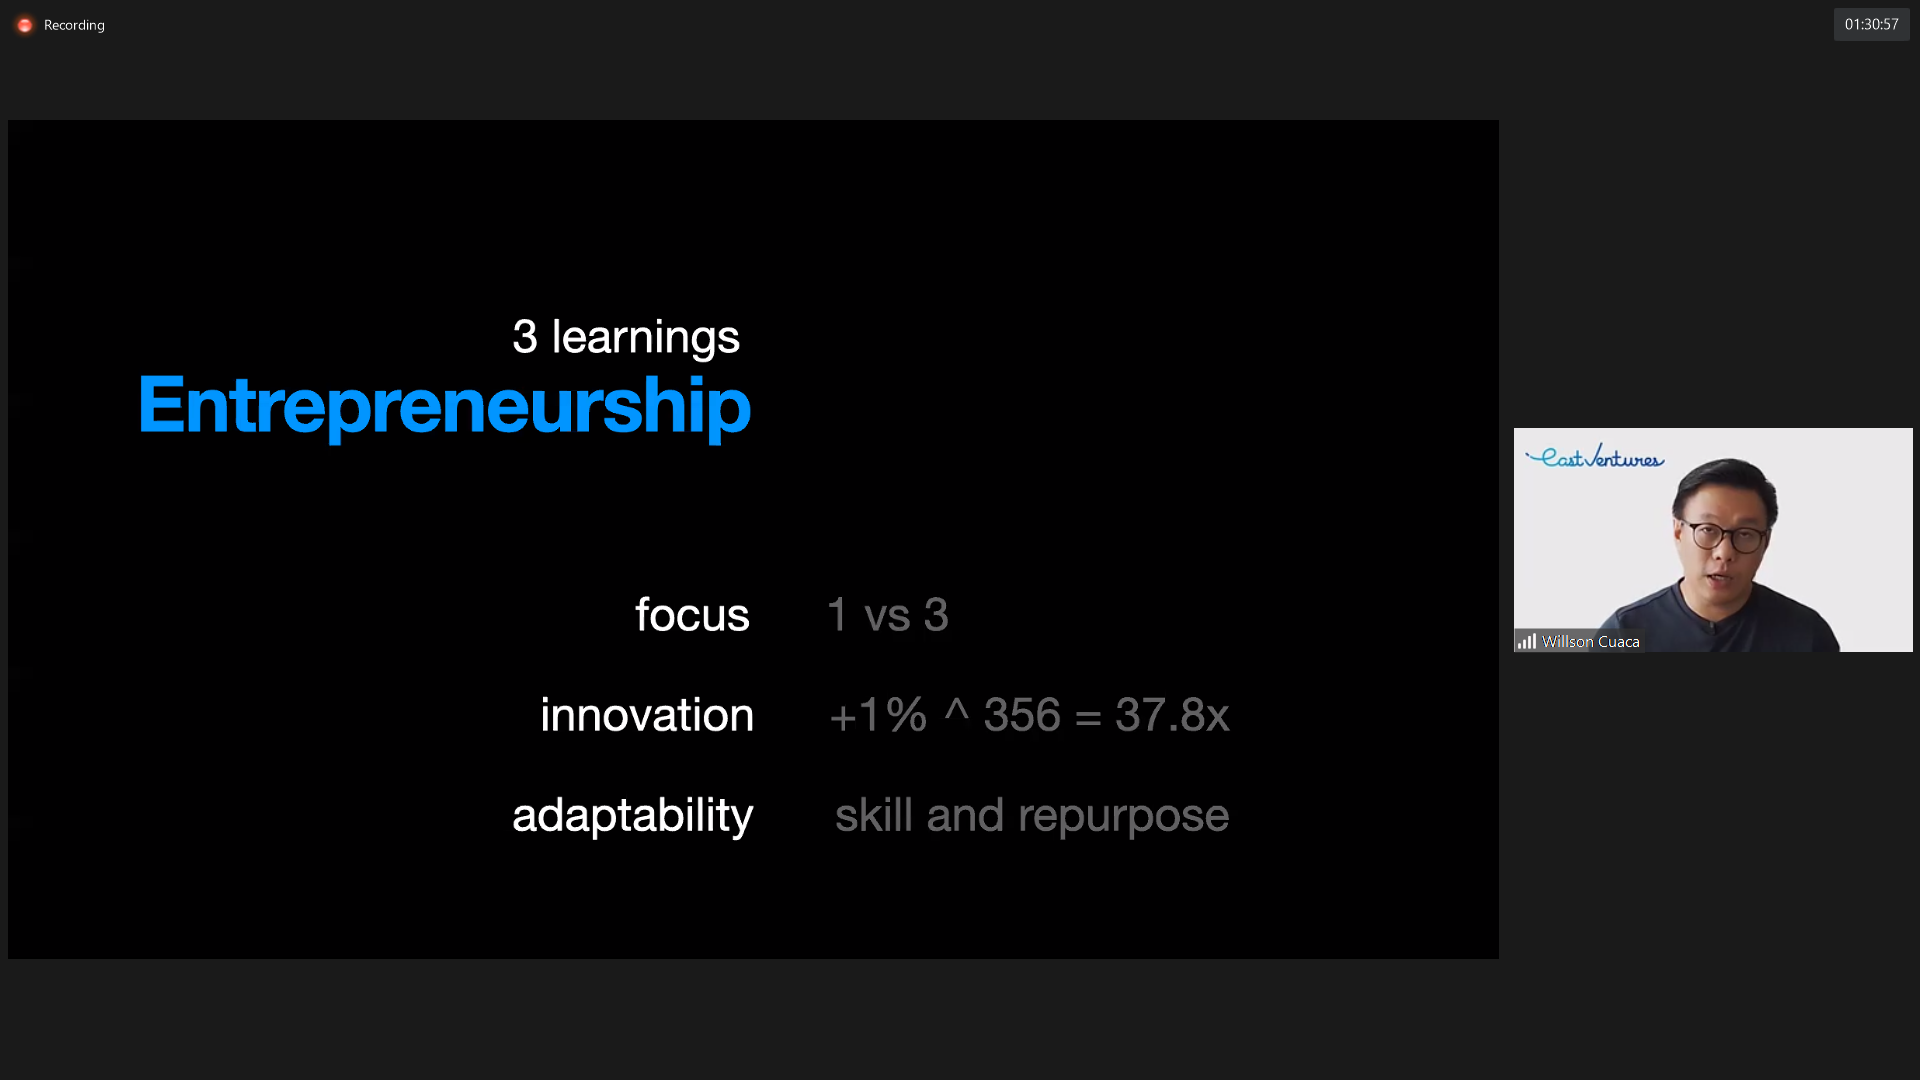 Recording
01:30:57
3 learnings
Entrepreneurship
focus 1 vs 3
innovation +1% ^ 356 = 37.8x
adaptability skill and repurpose
East Ventures
Willson Cuaca